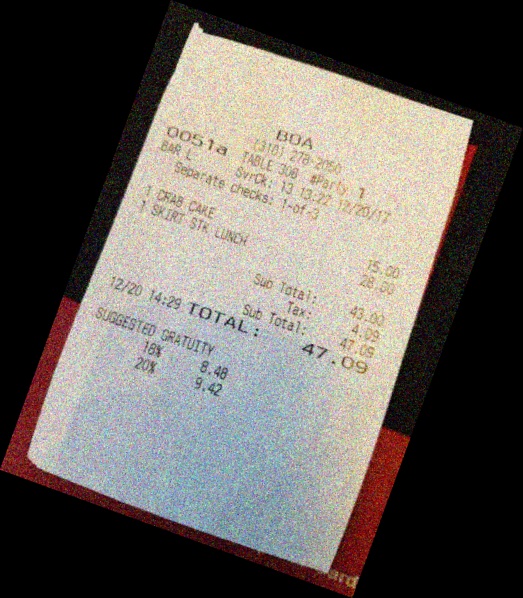 BOA
(310) 278-2050
0051a TABLE 308 #Party 1
BAR L SvrCk: 13 13:22 12/20/17
Separate checks: 1-of-3
1 CRAB CAKE 15.00
1 SKIRT STK LUNCH 28.00
Sub Total: 43.00
Tax: 4.09
Sub Total: 47.09
12/20 14:29 TOTAL: 47.09
SUGGESTED GRATUITY
18% 8.48
20% 9.42